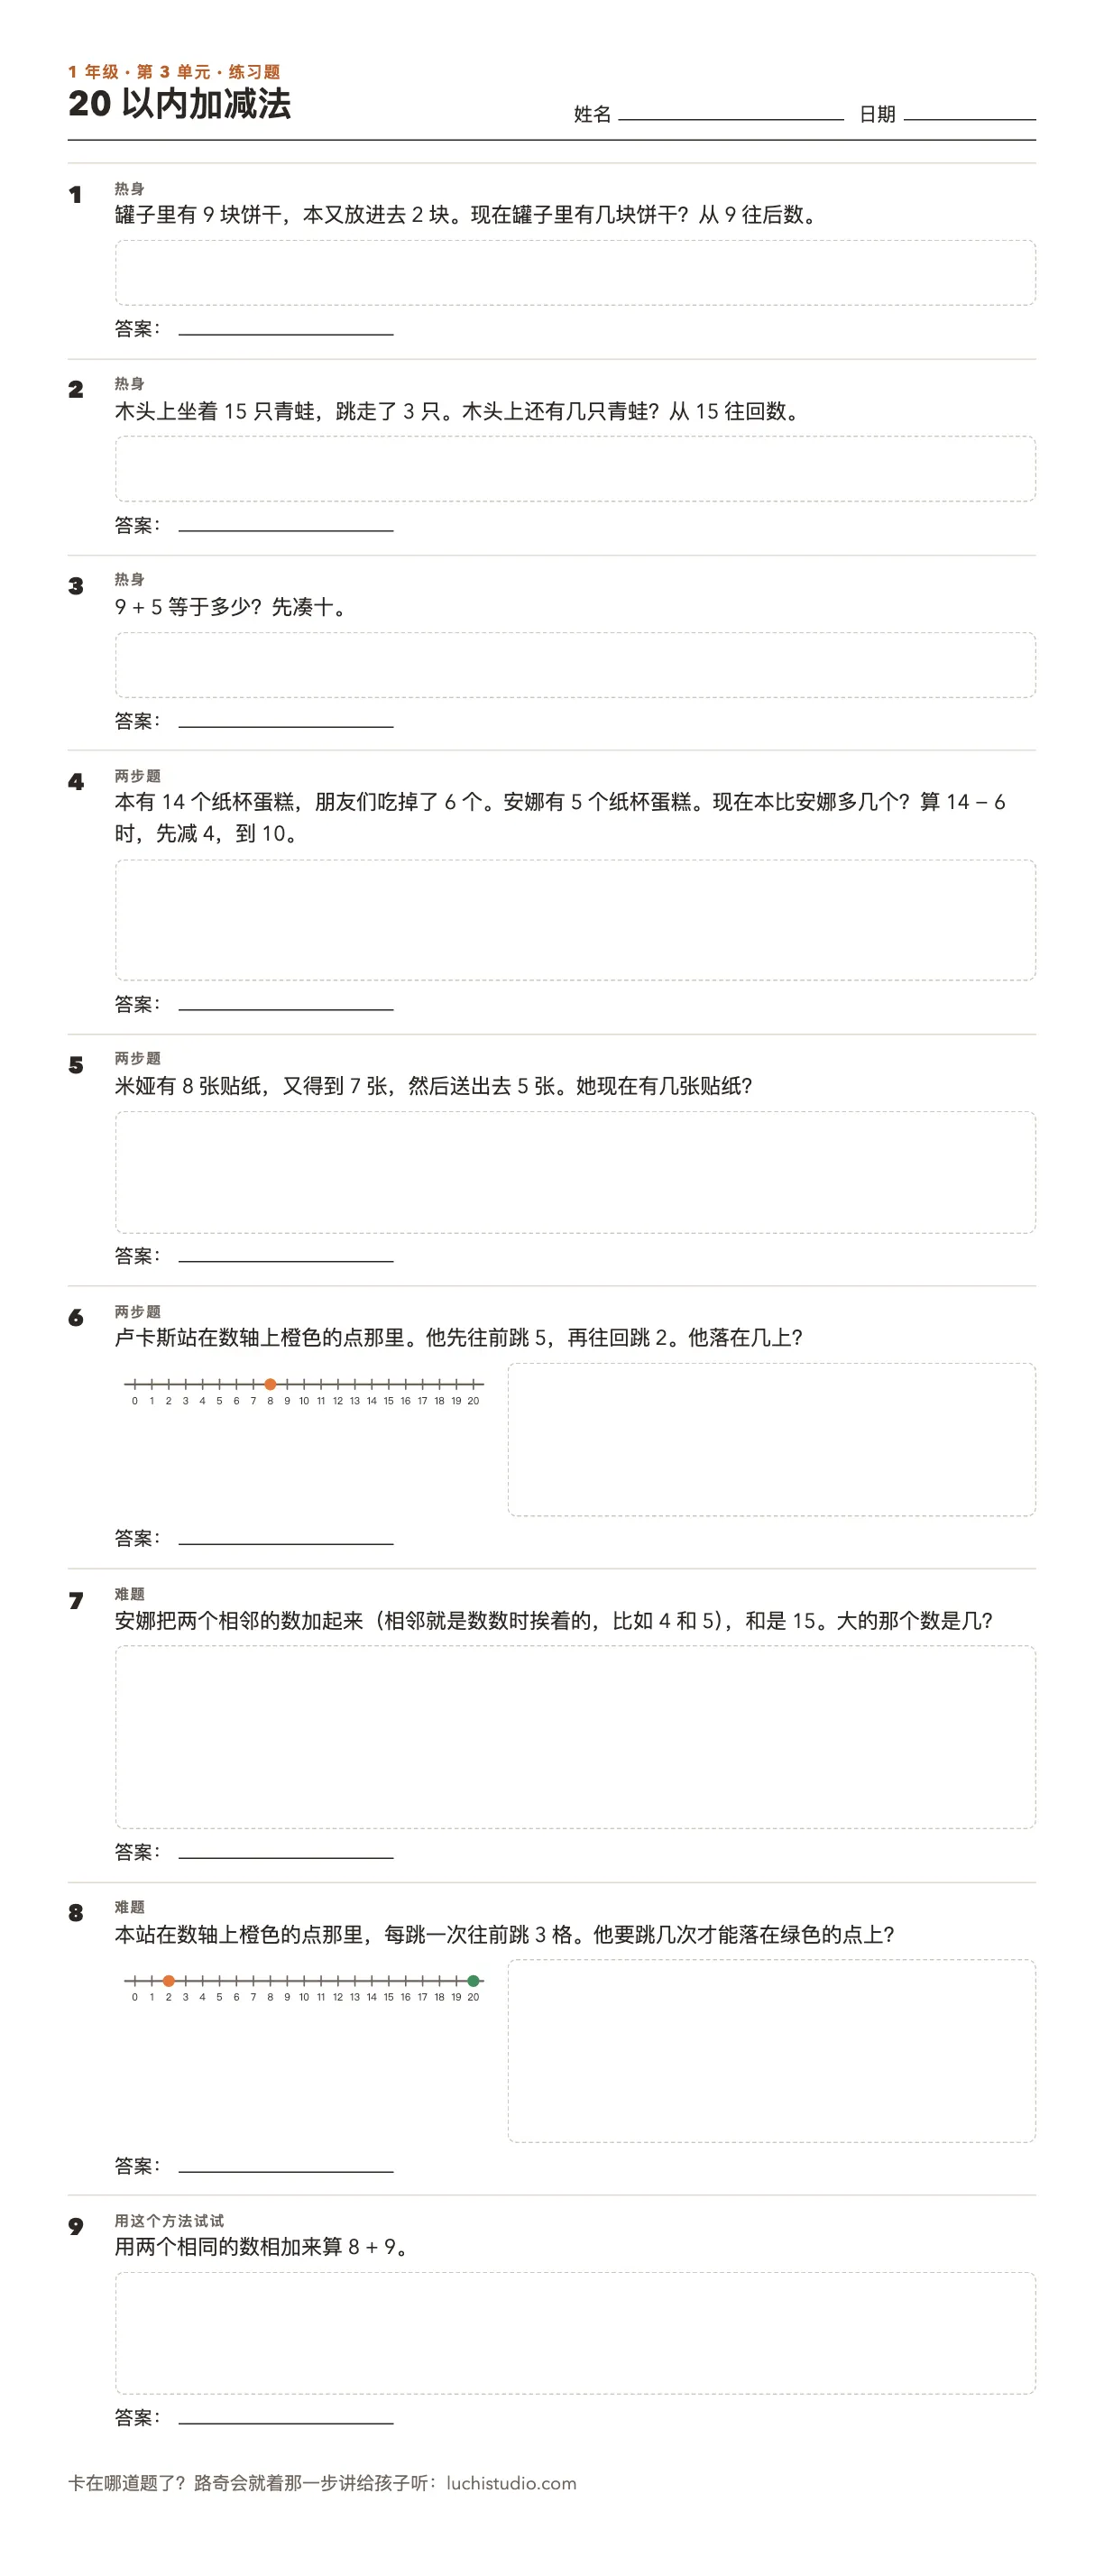 1 年级 · 第 3 单元 · 练习题
20 以内加减法
姓名 日期
1
热身
罐子里有 9 块饼干，本又放进去 2 块。现在罐子里有几块饼干？从 9 往后数。
答案：
2
热身
木头上坐着 15 只青蛙，跳走了 3 只。木头上还有几只青蛙？从 15 往回数。
答案：
3
热身
9 + 5 等于多少？先凑十。
答案：
4
两步题
本有 14 个纸杯蛋糕，朋友们吃掉了 6 个。安娜有 5 个纸杯蛋糕。现在本比安娜多几个？算 14 − 6
时，先减 4，到 10。
答案：
5
两步题
米娅有 8 张贴纸，又得到 7 张，然后送出去 5 张。她现在有几张贴纸？
答案：
6
两步题
卢卡斯站在数轴上橙色的点那里。他先往前跳 5，再往回跳 2。他落在几上？
0 1 2 3 4 5 6 7 8 9 10 11 12 13 14 15 16 17 18 19 20
答案：
7
难题
安娜把两个相邻的数加起来（相邻就是数数时挨着的，比如 4 和 5），和是 15。大的那个数是几？
答案：
8
难题
本站在数轴上橙色的点那里，每跳一次往前跳 3 格。他要跳几次才能落在绿色的点上？
0 1 2 3 4 5 6 7 8 9 10 11 12 13 14 15 16 17 18 19 20
答案：
9
用这个方法试试
用两个相同的数相加来算 8 + 9。
答案：
卡在哪道题了？路奇会就着那一步讲给孩子听：luchistudio.com